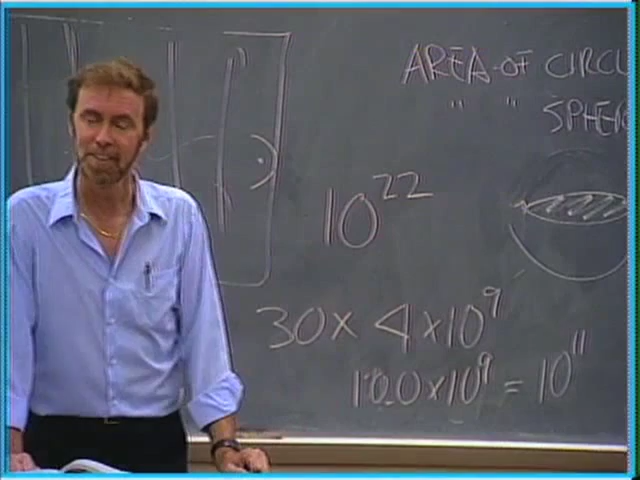 AREA OF CIRCL
" " SPHER
10²²
30 × 4 × 10⁹
100 × 10⁹ = 10¹¹